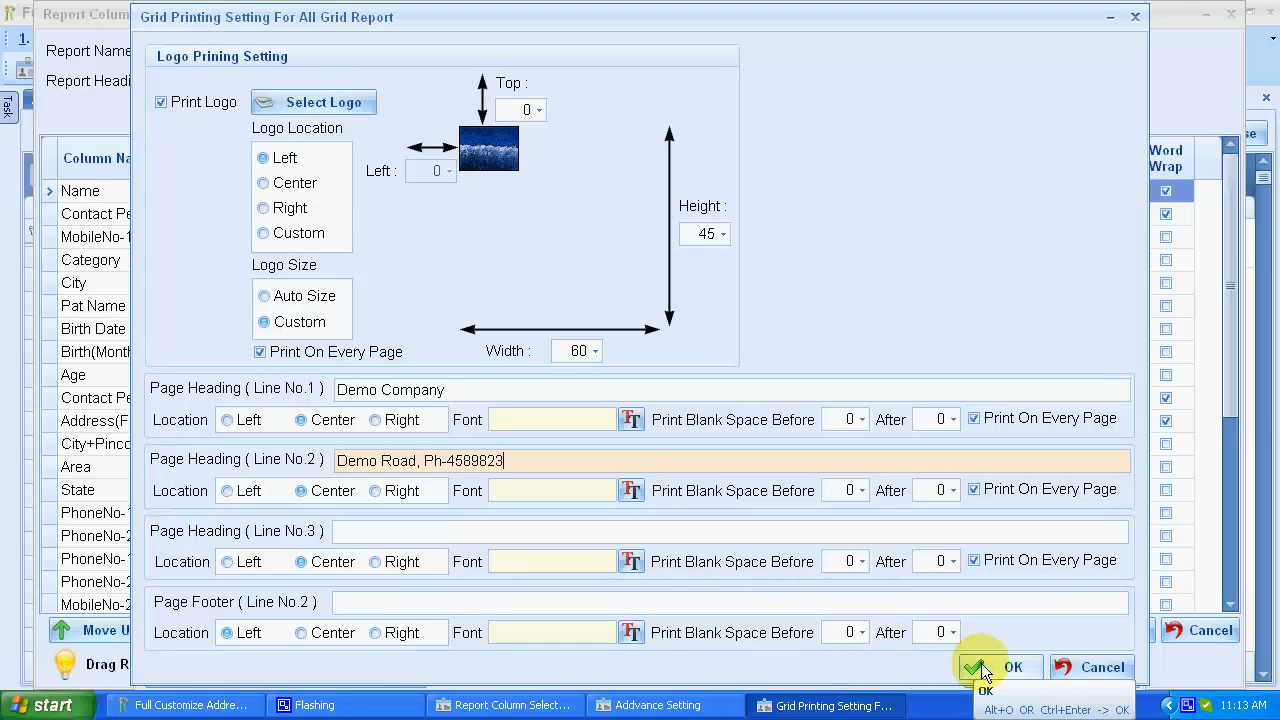 Report Column
Grid Printing Setting For All Grid Report
1.
Report Name
Report Headi
Task
Logo Prining Setting
Print Logo
Select Logo
Top :
0
Logo Location
Left
Center
Right
Custom
Left :
0
Height :
45
Logo Size
Auto Size
Custom
Print On Every Page
Width :
60
Column Na
Name
Contact Pe
MobileNo-1
Category
City
Pat Name
Birth Date
Birth(Month
Age
Contact Pe
Address(F
City+Pinco
Area
State
PhoneNo-
PhoneNo-2
PhoneNo-1
PhoneNo-2
MobileNo-2
Word
Wrap
Page Heading ( Line No.1 )
Demo Company
Location Left Center Right Font Print Blank Space Before 0 After 0 Print On Every Page
Page Heading ( Line No.2 )
Demo Road, Ph-4589823
Location Left Center Right Font Print Blank Space Before 0 After 0 Print On Every Page
Page Heading ( Line No.3 )
Location Left Center Right Font Print Blank Space Before 0 After 0 Print On Every Page
Page Footer ( Line No.2 )
Location Left Center Right Font Print Blank Space Before 0 After 0
Move U
Cancel
Drag R
OK
Cancel
OK
Alt+O OR Ctrl+Enter -> OK
start
Full Customize Addre...
Flashing
Report Column Select...
Addvance Setting
Grid Printing Setting F...
11:13 AM